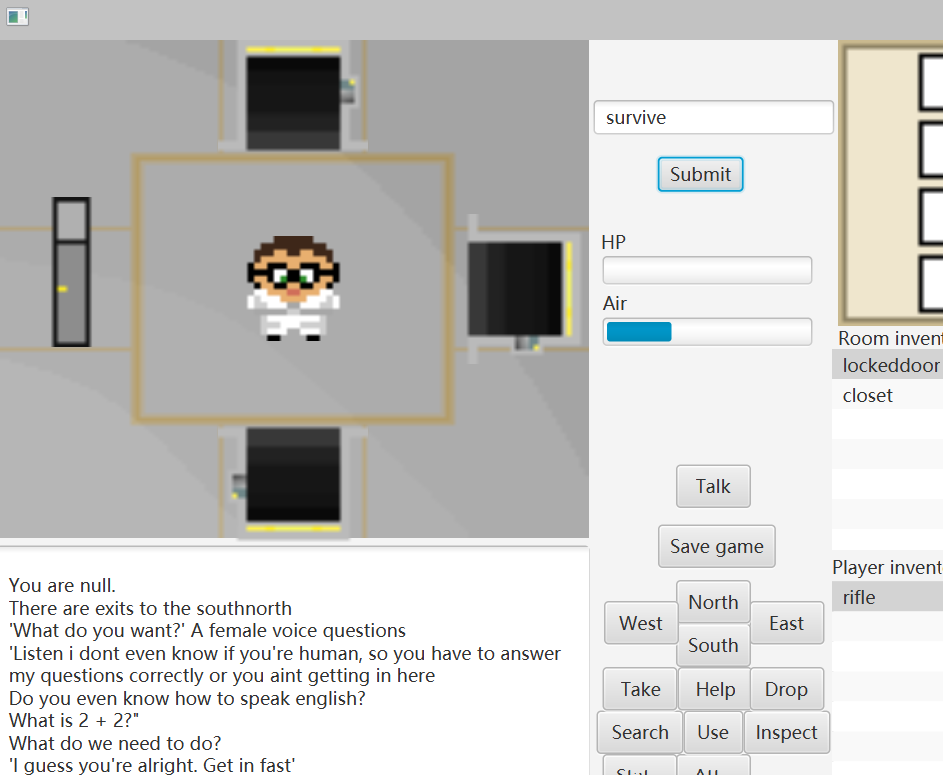 survive
Submit
HP
Air
Talk
Save game
North
West
East
South
Take
Help
Drop
Search
Use
Inspect
Room invent
lockeddoor
closet
Player invent
rifle
You are null.
There are exits to the southnorth
'What do you want?' A female voice questions
'Listen i dont even know if you're human, so you have to answer
my questions correctly or you aint getting in here
Do you even know how to speak english?
What is 2 + 2?"
What do we need to do?
'I guess you're alright. Get in fast'